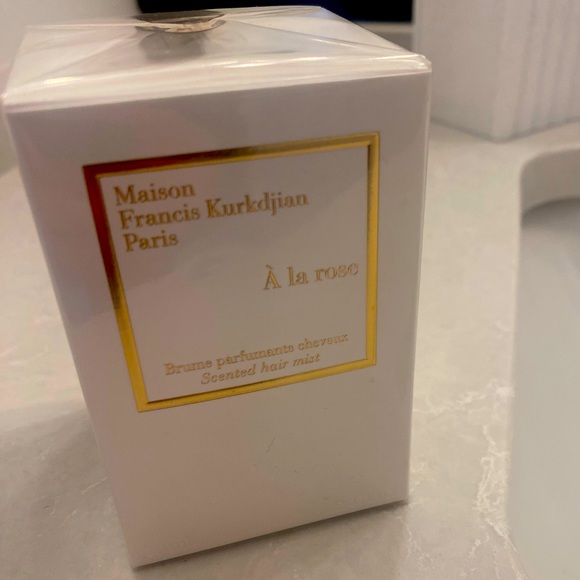 Maison
Francis Kurkdjian
Paris
À la rose
Brume parfumante cheveux
Scented hair mist